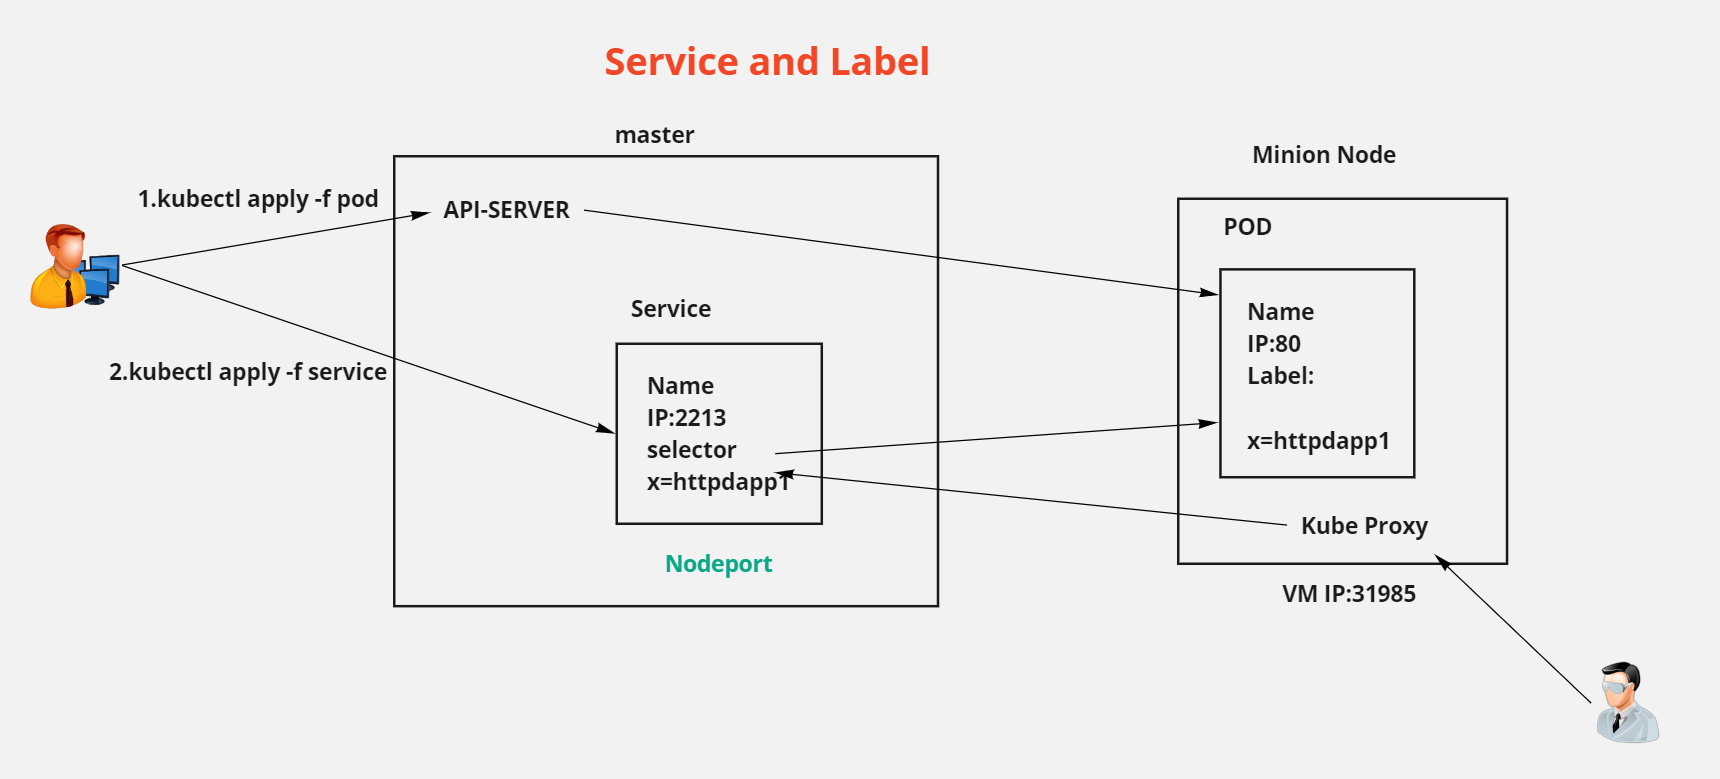 Service and Label
master
Minion Node
1.kubectl apply -f pod
API-SERVER
POD
Service
Name
IP:80
Label:
x=httpdapp1
2.kubectl apply -f service
Name
IP:2213
selector
x=httpdapp1
Nodeport
Kube Proxy
VM IP:31985